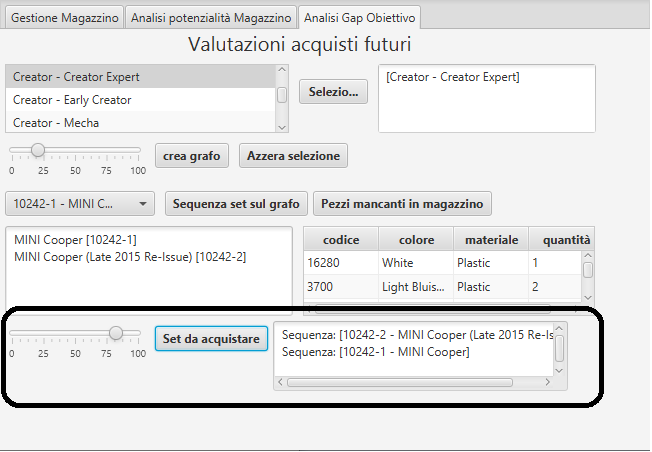 Gestione Magazzino Analisi potenzialità Magazzino Analisi Gap Obiettivo
Valutazioni acquisti futuri
Creator - Creator Expert
Creator - Early Creator
Creator - Mecha
Selezio...
[Creator - Creator Expert]
0 25 50 75 100
crea grafo Azzera selezione
10242-1 - MINI C... Sequenza set sul grafo Pezzi mancanti in magazzino
MINI Cooper [10242-1]
MINI Cooper (Late 2015 Re-Issue) [10242-2]
codice colore materiale quantità
16280 White Plastic 1
3700 Light Bluis... Plastic 2
0 25 50 75 100
Set da acquistare
Sequenza: [10242-2 - MINI Cooper (Late 2015 Re-Is
Sequenza: [10242-1 - MINI Cooper]